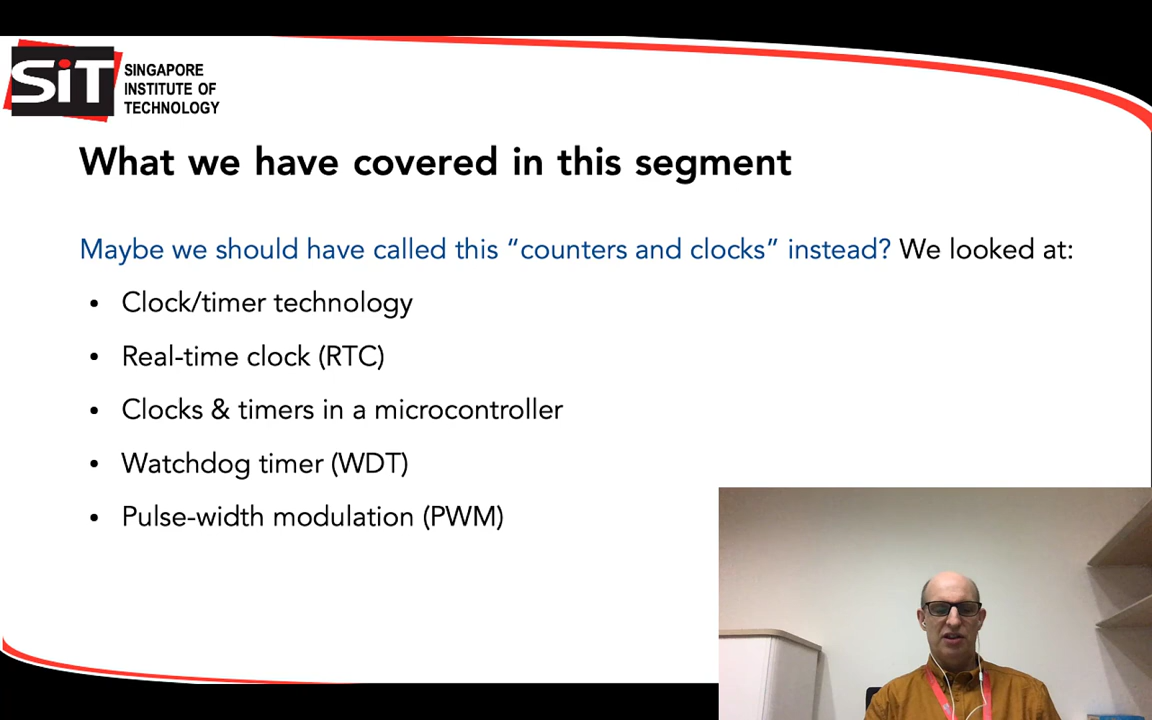 SiT
SINGAPORE
INSTITUTE OF
TECHNOLOGY
What we have covered in this segment
Maybe we should have called this “counters and clocks” instead? We looked at:
• Clock/timer technology
• Real-time clock (RTC)
• Clocks & timers in a microcontroller
• Watchdog timer (WDT)
• Pulse-width modulation (PWM)